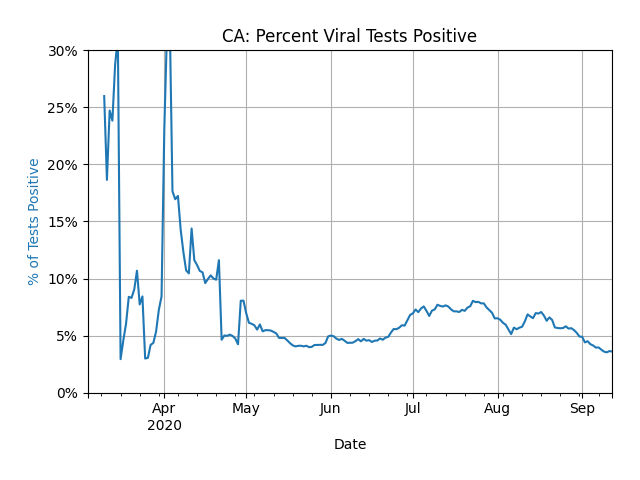 CA: Percent Viral Tests Positive
30%
25%
20%
15%
10%
5%
0%
% of Tests Positive
Apr May Jun Jul Aug Sep
2020
Date